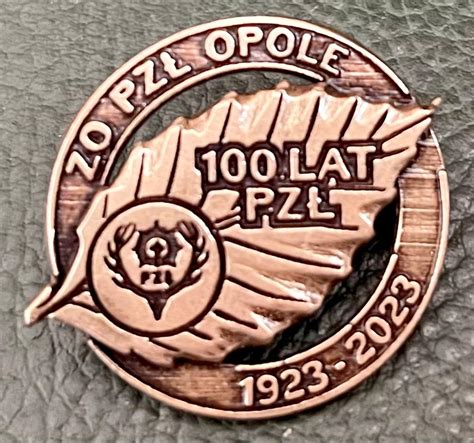 ZO PZŁ OPOLE
100 LAT
PZŁ
PZŁ
1923-2023